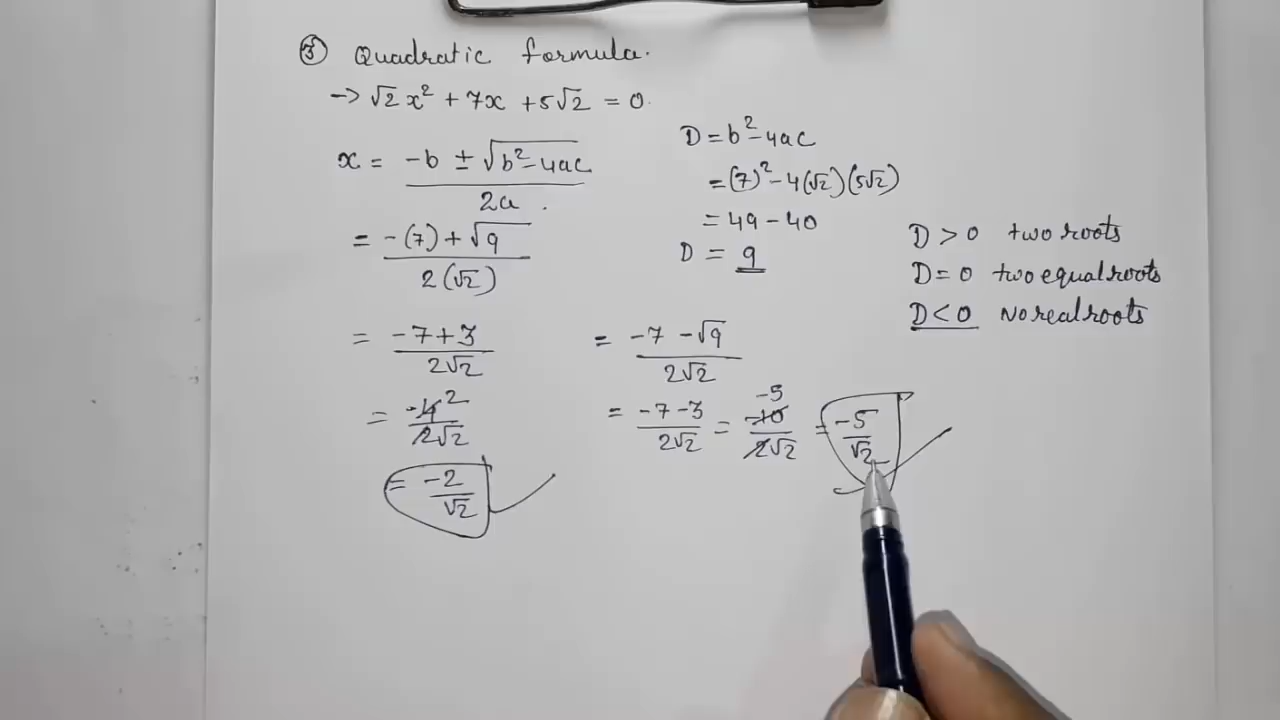 ③ Quadratic formula.
→ √2 x² + 7x + 5√2 = 0.
x = (-b ± √(b² - 4ac)) / 2a .
= (-(7) + √9) / 2(√2)
= (-7 + 3) / 2√2
= -4 2 / 2√2
= -2 / √2
= (-7 - √9) / 2√2
= (-7 - 3) / 2√2 = -5 -10 / 2√2 = -5 / √2
D = b² - 4ac
= (7)² - 4(√2)(5√2)
= 49 - 40
D = 9
D > 0 two roots
D = 0 two equal roots
D < 0 No real roots